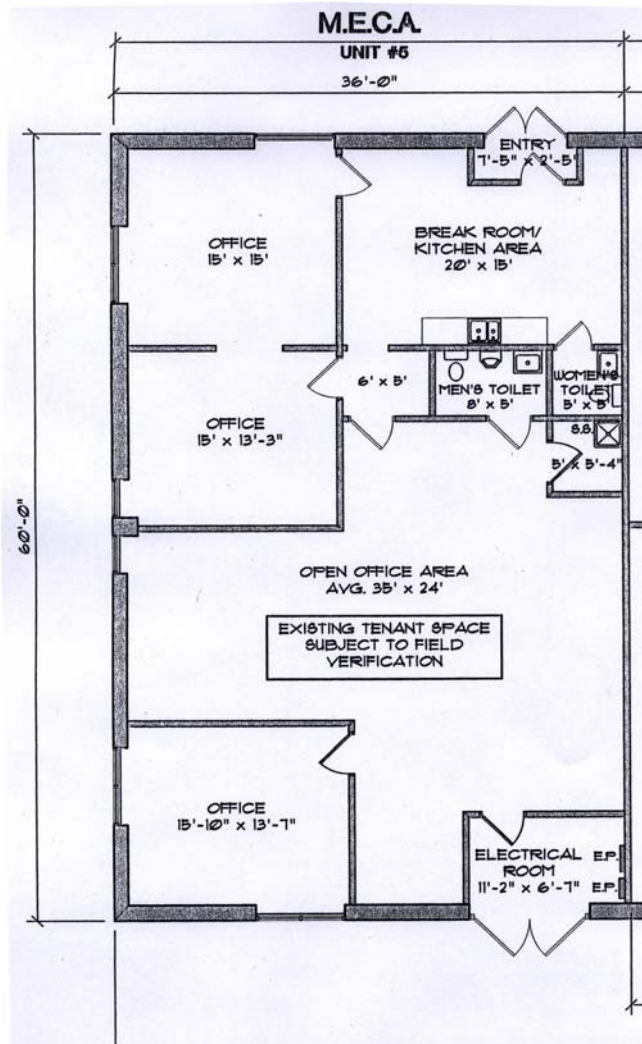 M.E.C.A.
UNIT #5
36'-0"
ENTRY
7'-5" x 2'-5"
OFFICE
15' x 15'
BREAK ROOM/
KITCHEN AREA
20' x 15'
6' x 5'
MEN'S TOILET
8' x 5'
WOMEN'S
TOILET
5' x 5'
S.S.
5' x 5'-4"
OFFICE
15' x 13'-3"
60'-0"
OPEN OFFICE AREA
AVG. 35' x 24'
EXISTING TENANT SPACE
SUBJECT TO FIELD
VERIFICATION
OFFICE
15'-10" x 13'-7"
ELECTRICAL
ROOM
11'-2" x 6'-7"
E.P.
E.P.